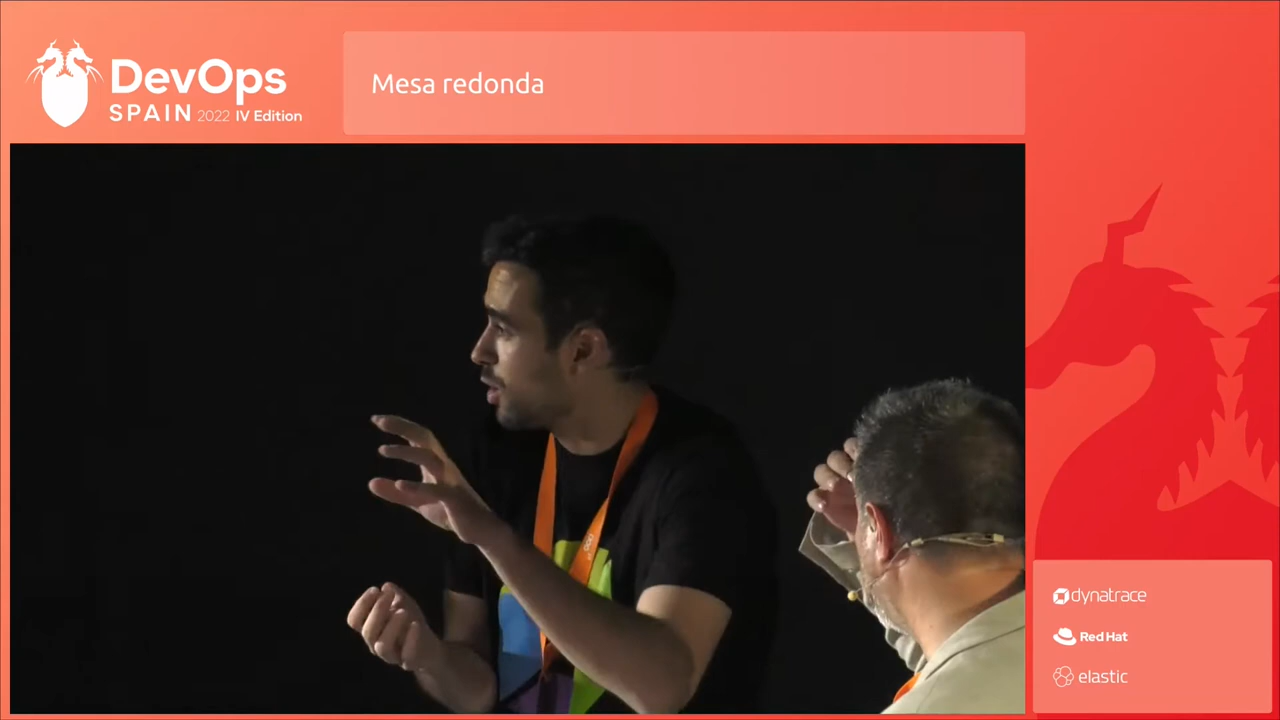 DevOps
SPAIN 2022 IV Edition
Mesa redonda
dynatrace
Red Hat
elastic